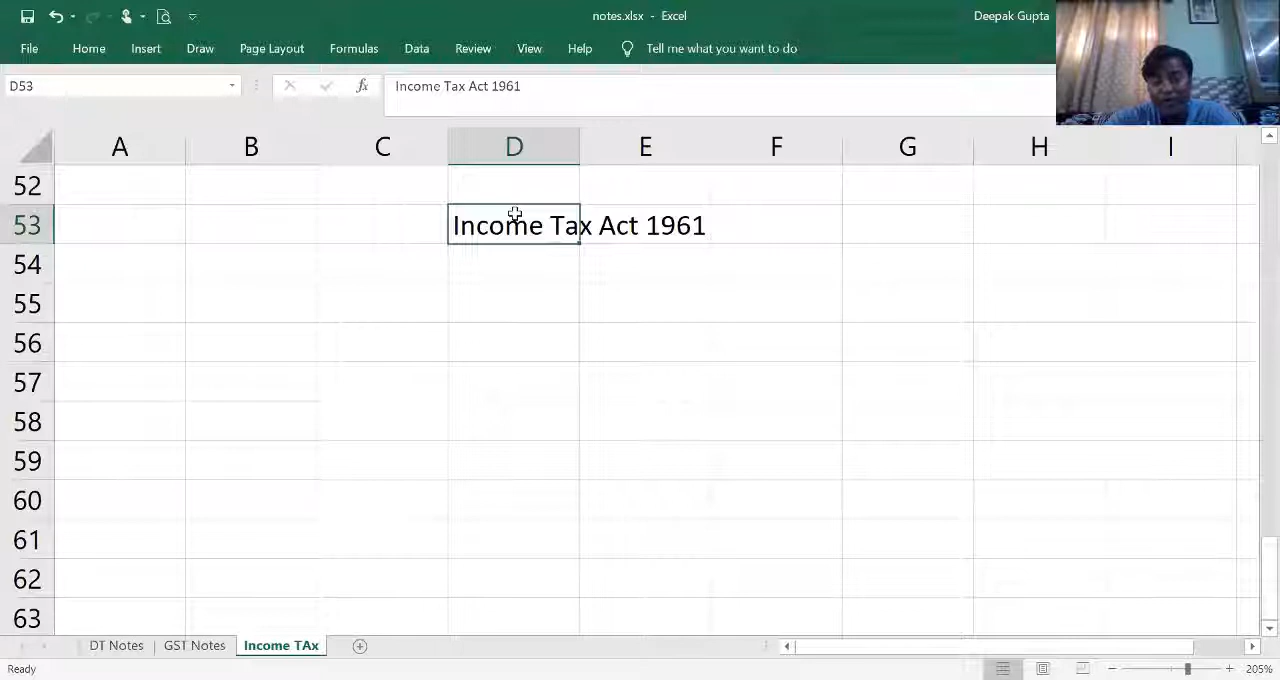 notes.xlsx - Excel
Deepak Gupta
File Home Insert Draw Page Layout Formulas Data Review View Help Tell me what you want to do
D53 fx Income Tax Act 1961
A B C D E F G H I
52
53 Income Tax Act 1961
54
55
56
57
58
59
60
61
62
63
DT Notes GST Notes Income TAx
Ready 205%